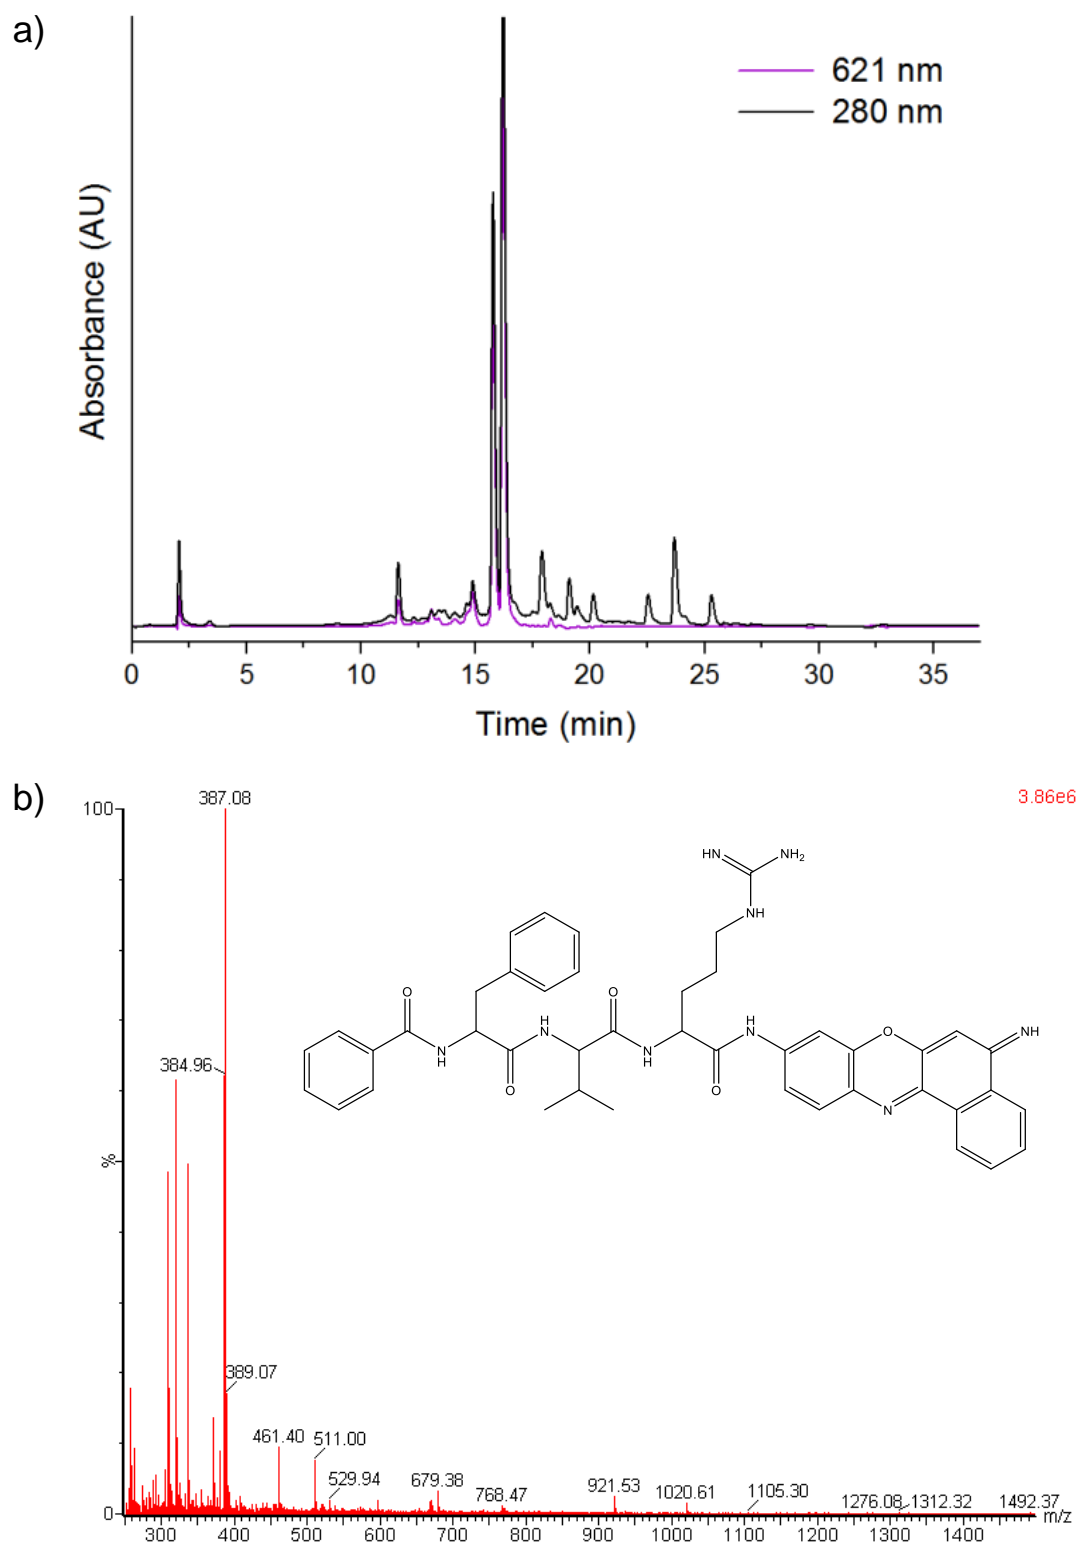 a)
621 nm
280 nm
Absorbance (AU)
0 5 10 15 20 25 30 35
Time (min)
b)
387.08
3.86e6
100
HN NH2
NH
O O H N O
H N
384.96
N H O N H O N NH
389.07
%
461.40 511.00
529.94 679.38 768.47 921.53 1020.61 1105.30 1276.08 1312.32 1492.37
0
m/z
300 400 500 600 700 800 900 1000 1100 1200 1300 1400